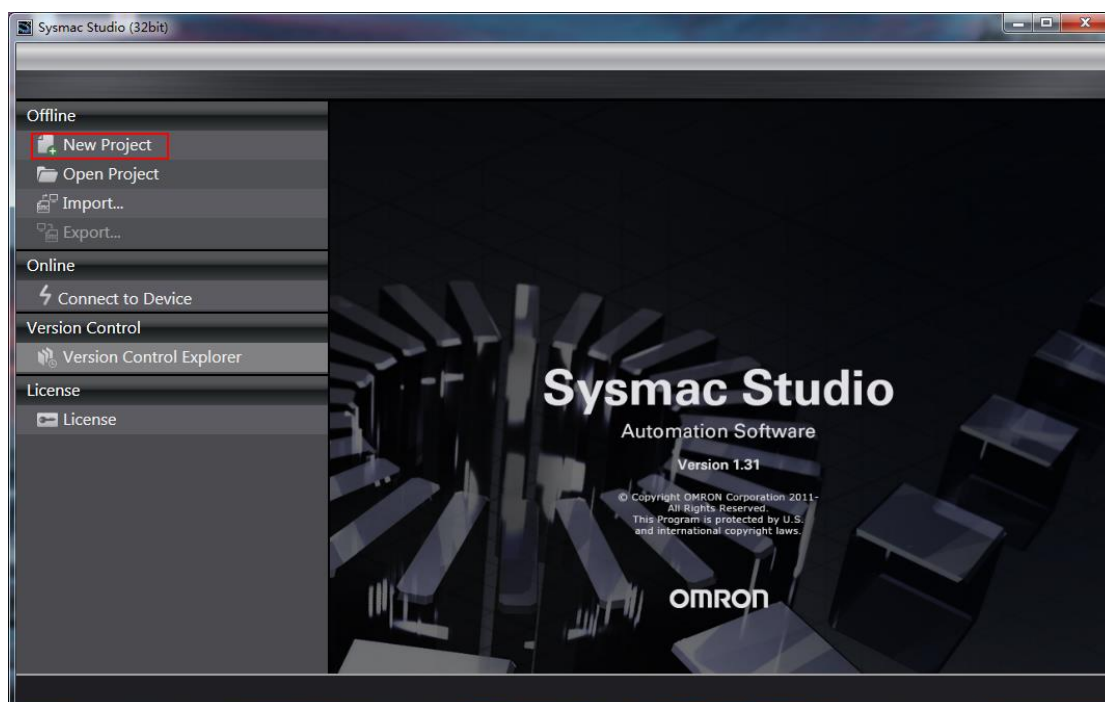 Sysmac Studio (32bit)
Offline
New Project
Open Project
Import...
Export...
Online
Connect to Device
Version Control
Version Control Explorer
License
License
Sysmac Studio
Automation Software
Version 1.31
© Copyright OMRON Corporation 2011-
All Rights Reserved.
This Program is protected by U.S.
and international copyright laws.
OMRON